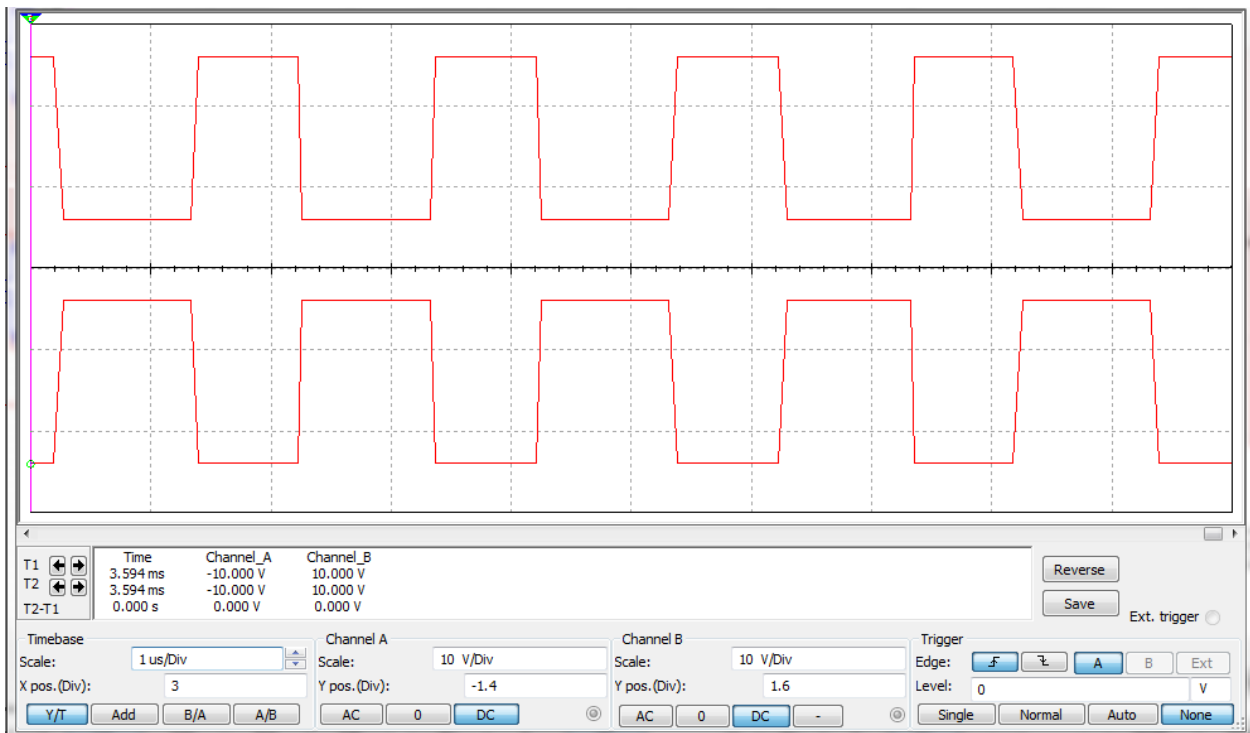 T1 Time Channel_A Channel_B
T2 3.594 ms -10.000 V 10.000 V
3.594 ms -10.000 V 10.000 V
T2-T1 0.000 s 0.000 V 0.000 V
Reverse
Save
Ext. trigger
Timebase
Scale: 1 us/Div
X pos.(Div): 3
Y/T Add B/A A/B
Channel A
Scale: 10 V/Div
Y pos.(Div): -1.4
AC 0 DC
Channel B
Scale: 10 V/Div
Y pos.(Div): 1.6
AC 0 DC -
Trigger
Edge: A B Ext
Level: 0 V
Single Normal Auto None